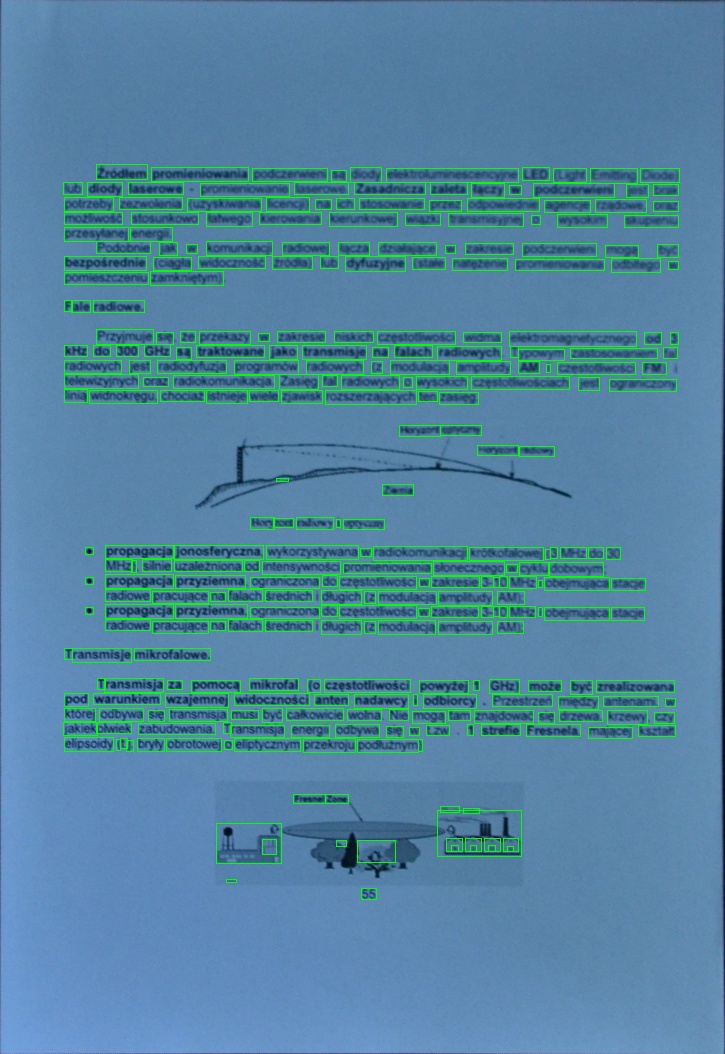 Źródłem promieniowania podczerwieni są diody elektroluminescencyjne LED (Light Emitting Diode)
lub diody laserowe - promieniowanie laserowe. Zasadnicza zaleta łączy w podczerwieni jest brak
potrzeby zezwolenia (uzyskiwania licencji) na ich stosowanie przez odpowiednie agencje rządowe, oraz
możliwość stosunkowo łatwego kierowania kierunkowej wiązki transmisyjnej o wysokim skupieniu
przesyłanej energii.
Podobnie jak w komunikacji radiowej łącza działające w zakresie podczerwieni mogą być
bezpośrednie (ciągła widoczność źródła) lub dyfuzyjne (stałe natężenie promieniowania odbitego w
pomieszczeniu zamkniętym).
Fale radiowe.
Przyjmuje się, że przekazy w zakresie niskich częstotliwości widma elektromagnetycznego od 3
kHz do 300 GHz są traktowane jako transmisje na falach radiowych. Typowym zastosowaniem fal
radiowych jest radiodyfuzja programów radiowych (z modulacją amplitudy AM i częstotliwości FM) i
telewizyjnych oraz radiokomunikacja. Zasięg fal radiowych o wysokich częstotliwościach jest ograniczony
linią widnokręgu, chociaż istnieje wiele zjawisk rozszerzających ten zasięg.
Horyzont optyczny
Horyzont radiowy
Ziemia
Horyzont radiowy i optyczny
• propagacja jonosferyczna, wykorzystywana w radiokomunikacji krótkofalowej (3 MHz do 30
MHz), silnie uzależniona od intensywności promieniowania słonecznego w cyklu dobowym,
• propagacja przyziemna, ograniczona do częstotliwości w zakresie 3-10 MHz i obejmująca stacje
radiowe pracujące na falach średnich i długich (z modulacją amplitudy AM);
• propagacja przyziemna, ograniczona do częstotliwości w zakresie 3-10 MHz i obejmująca stacje
radiowe pracujące na falach średnich i długich (z modulacją amplitudy AM);
Transmisje mikrofalowe.
Transmisja za pomocą mikrofal (o częstotliwości powyżej 1 GHz) może być zrealizowana
pod warunkiem wzajemnej widoczności anten nadawcy i odbiorcy . Przestrzeń między antenami, w
której odbywa się transmisja musi być całkowicie wolna. Nie mogą tam znajdować się drzewa, krzewy, czy
jakiekolwiek zabudowania. Transmisja energii odbywa się w t.zw . 1 strefie Fresnela, mającej kształt
elipsoidy (t.j. bryły obrotowej o eliptycznym przekroju podłużnym)
Fresnel Zone
55